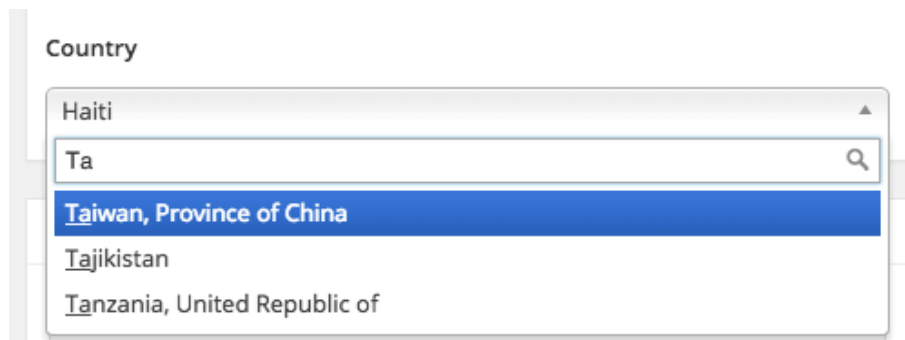 Country
Haiti
Ta
Taiwan, Province of China
Tajikistan
Tanzania, United Republic of